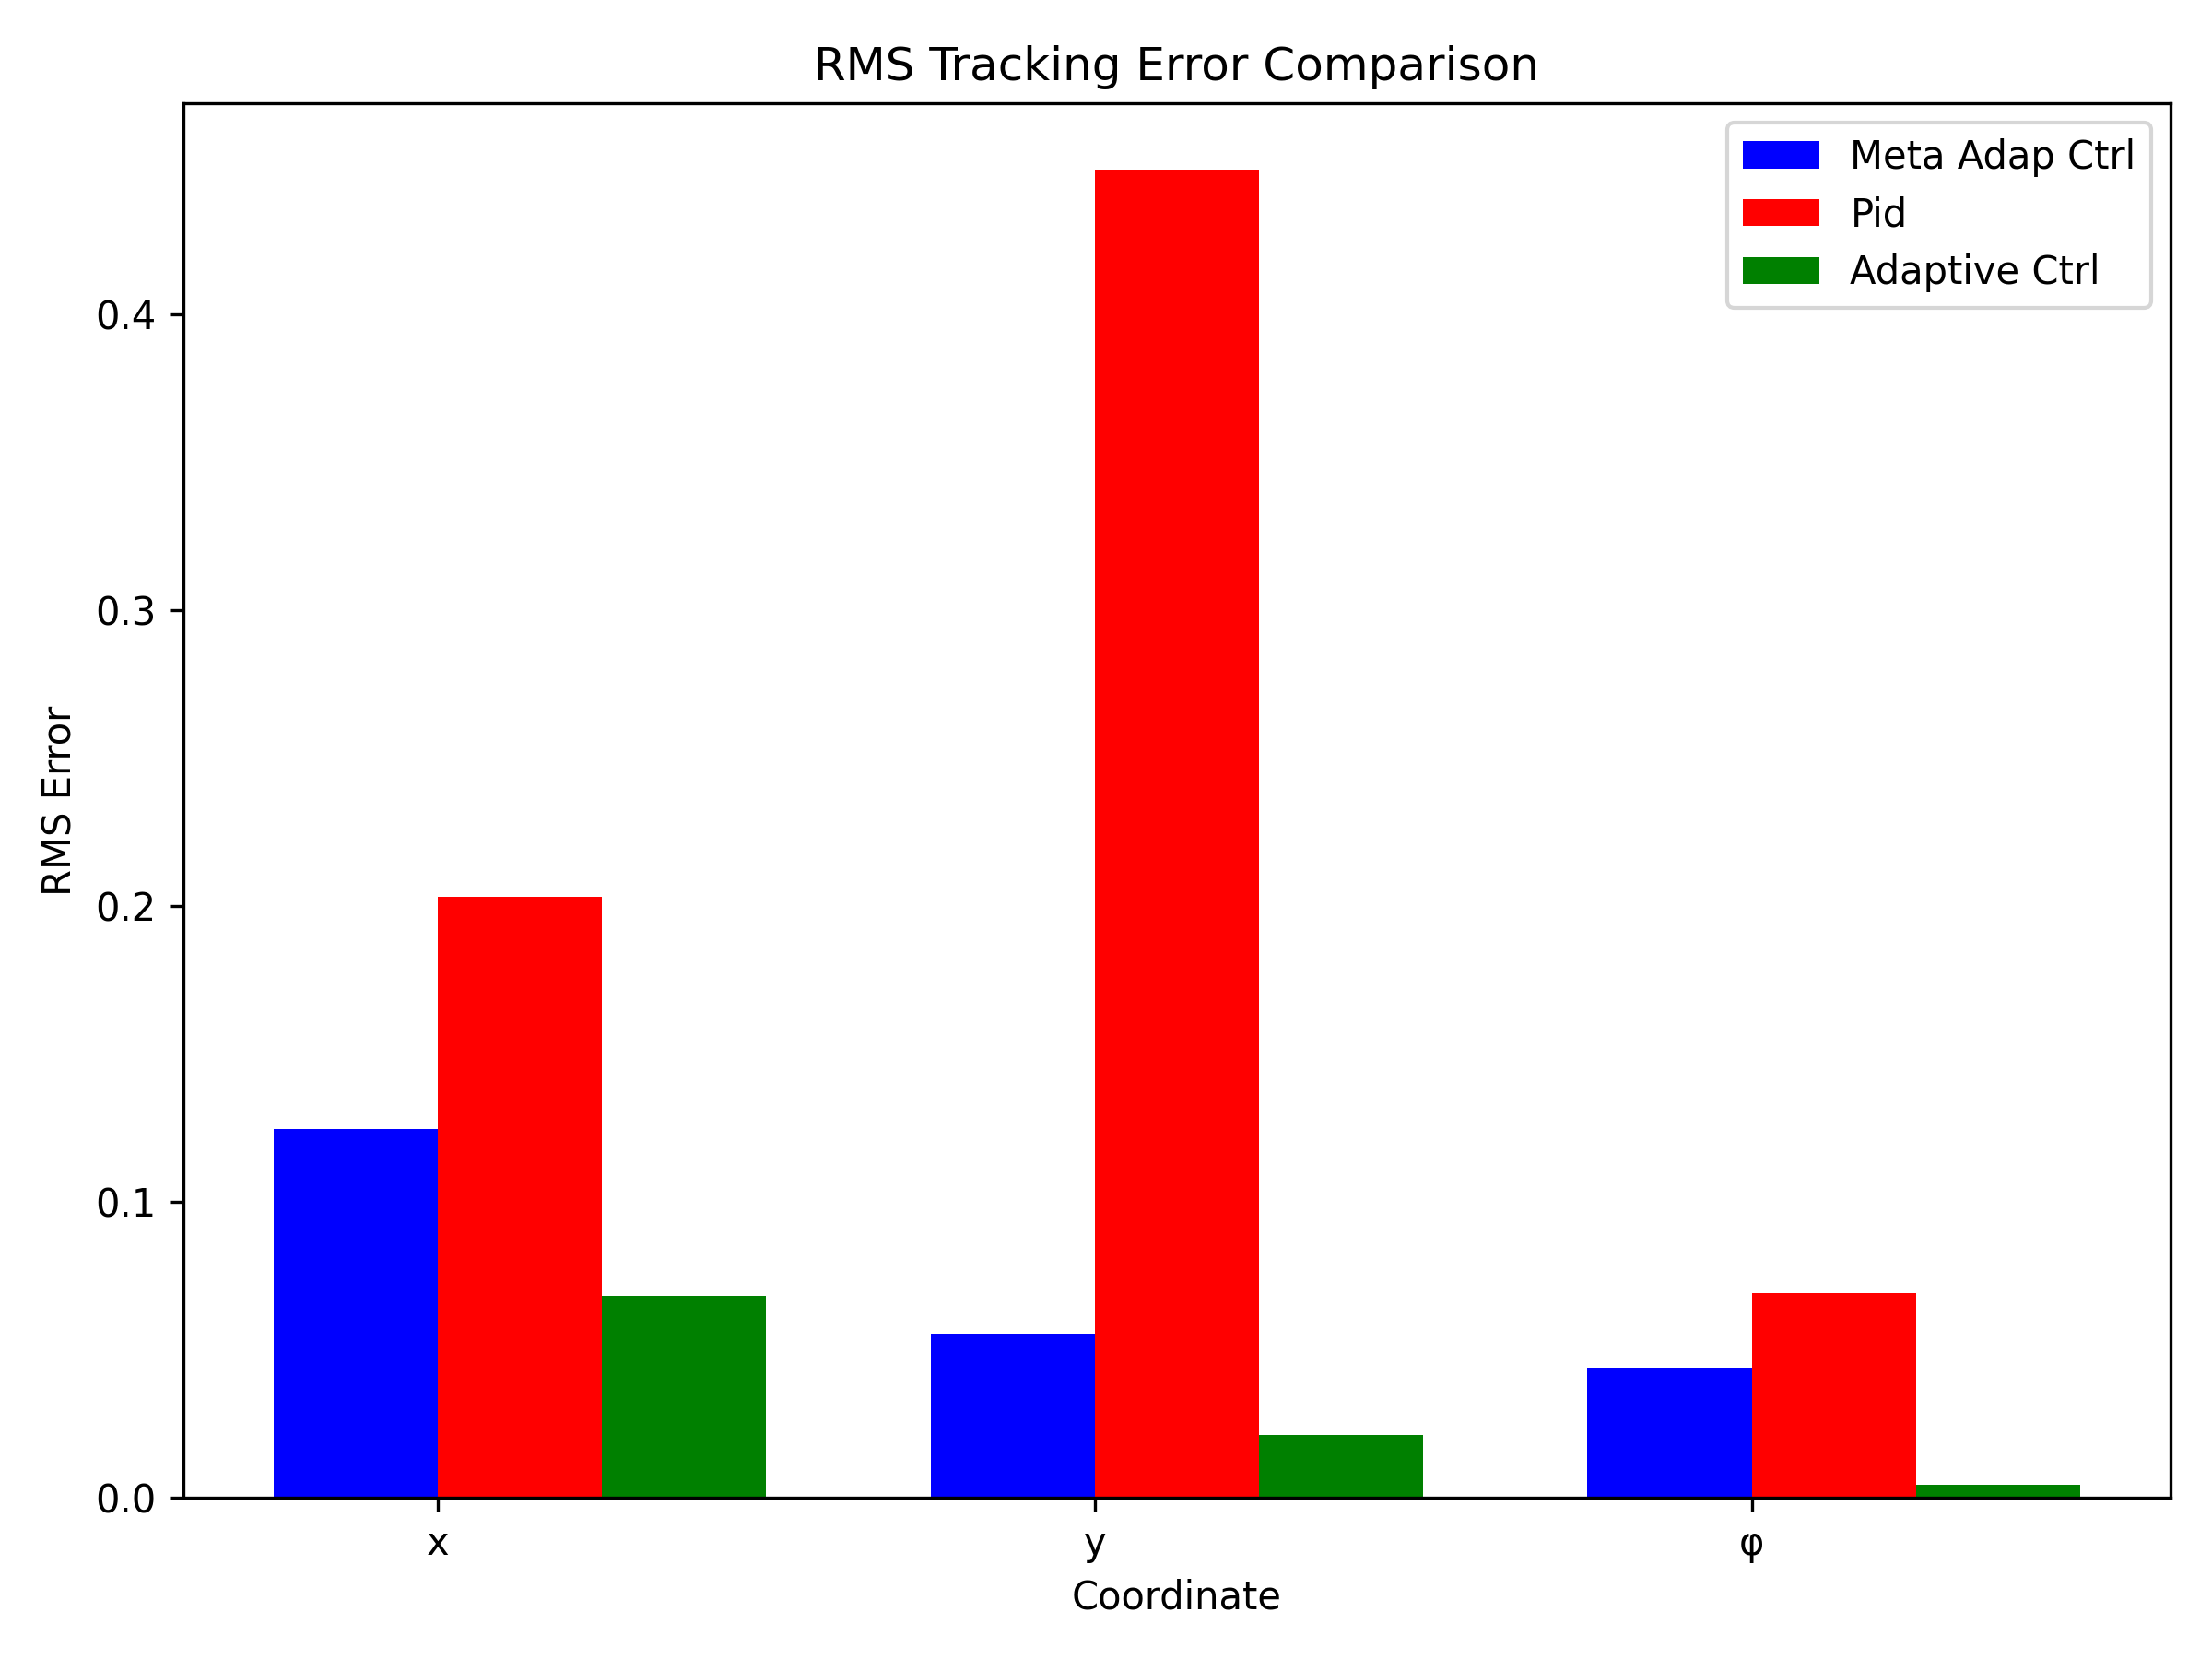 RMS Tracking Error Comparison
Meta Adap Ctrl
Pid
Adaptive Ctrl
RMS Error
0.4
0.3
0.2
0.1
0.0
x y φ
Coordinate